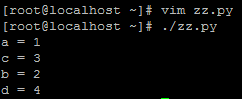 [root@localhost ~]# vim zz.py
[root@localhost ~]# ./zz.py
a = 1
c = 3
b = 2
d = 4